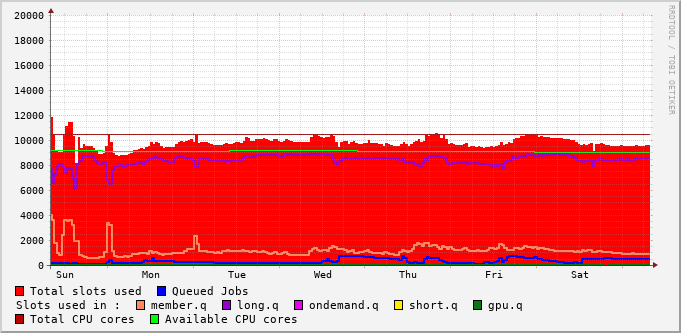 20000
18000
16000
14000
12000
10000
8000
6000
4000
2000
0
Sun Mon Tue Wed Thu Fri Sat
RRDTOOL / TOBI OETIKER
Total slots used Queued Jobs
Slots used in : member.q long.q ondemand.q short.q gpu.q
Total CPU cores Available CPU cores